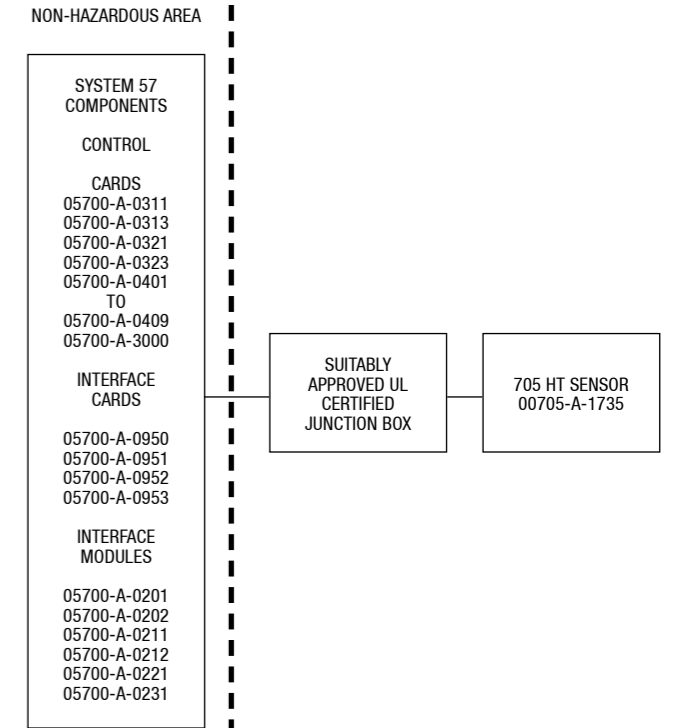 NON-HAZARDOUS AREA
SYSTEM 57
COMPONENTS
CONTROL
CARDS
05700-A-0311
05700-A-0313
05700-A-0321
05700-A-0323
05700-A-0401
TO
05700-A-0409
05700-A-3000
INTERFACE
CARDS
05700-A-0950
05700-A-0951
05700-A-0952
05700-A-0953
INTERFACE
MODULES
05700-A-0201
05700-A-0202
05700-A-0211
05700-A-0212
05700-A-0221
05700-A-0231
SUITABLY
APPROVED UL
CERTIFIED
JUNCTION BOX
705 HT SENSOR
00705-A-1735